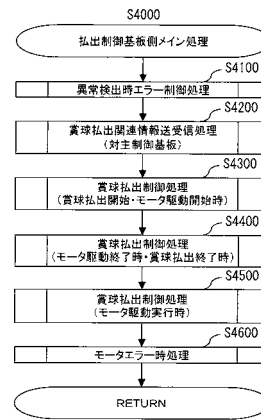 S4000
払出制御基板側メイン処理
S4100
異常検出時エラー制御処理
S4200
賞球払出関連情報送受信処理
(対主制御基板)
S4300
賞球払出制御処理
(賞球払出開始・モータ駆動開始時)
S4400
賞球払出制御処理
(モータ駆動終了時・賞球払出終了時)
S4500
賞球払出制御処理
(モータ駆動実行時)
S4600
モータエラー時処理
RETURN